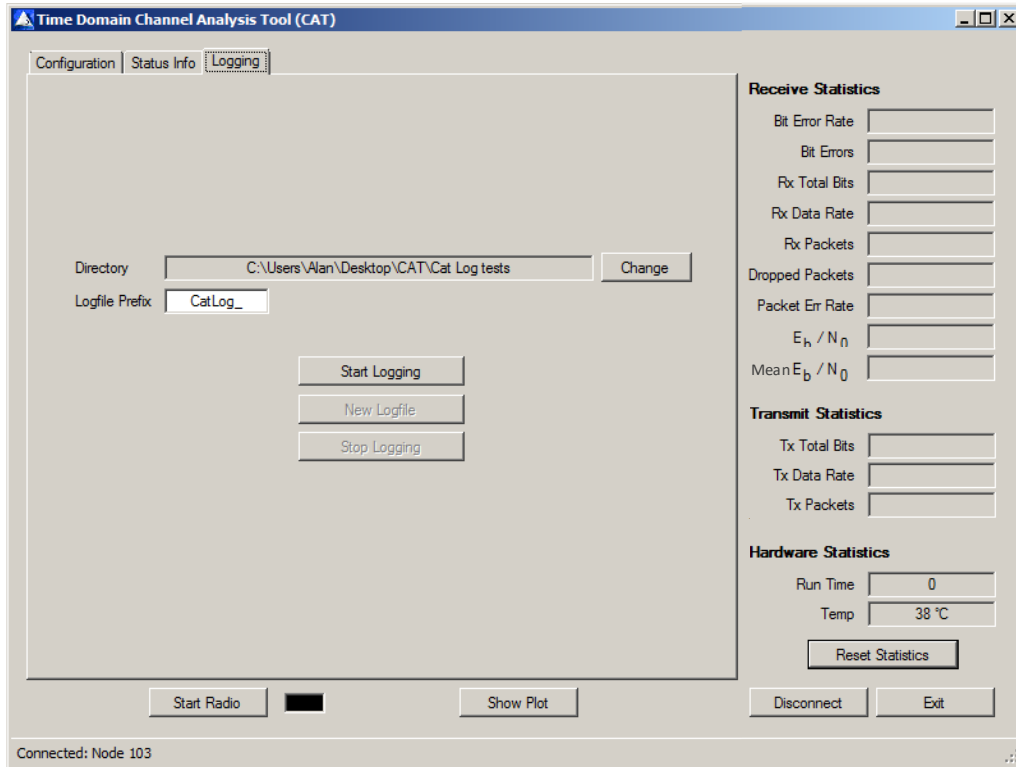 Time Domain Channel Analysis Tool (CAT)
Configuration
Status Info
Logging
Directory
C:\Users\Alan\Desktop\CAT\Cat Log tests
Change
Logfile Prefix
CatLog_
Start Logging
New Logfile
Stop Logging
Receive Statistics
Bit Error Rate
Bit Errors
Rx Total Bits
Rx Data Rate
Rx Packets
Dropped Packets
Packet Err Rate
E_b / N_0
Mean E_b / N_0
Transmit Statistics
Tx Total Bits
Tx Data Rate
Tx Packets
Hardware Statistics
Run Time 0
Temp 38 °C
Reset Statistics
Start Radio
Show Plot
Disconnect
Exit
Connected: Node 103